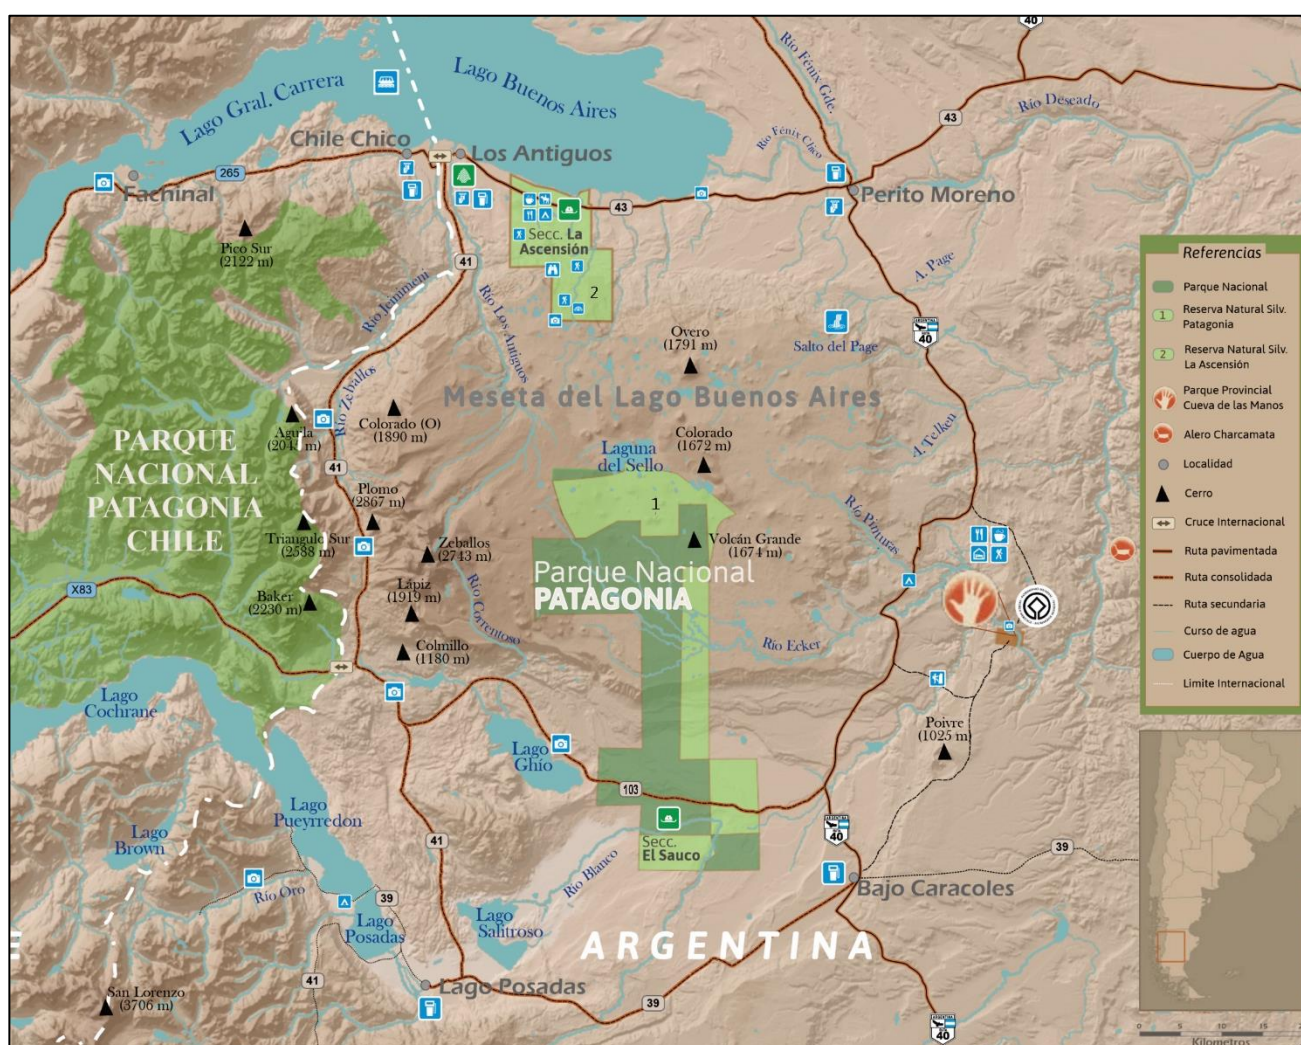 40
Lago Buenos Aires
Lago Gral. Carrera
Río Fénix Gde.
Río Deseado
43
Río Fénix Chico
Chile Chico
Los Antiguos
265
Fachinal
Perito Moreno
43
Secc. La
Ascensión
2
Pico Sur
(2122 m)
41
A. Page
Río Jeinimeni
Río Los Antiguos
ARGENTINA
40
Overo
(1791 m)
Salto del Page
Río Zeballos
Meseta del Lago Buenos Aires
Colorado (O)
(1890 m)
PARQUE
NACIONAL
PATAGONIA
CHILE
Colorado
(1672 m)
A. Telken
Laguna
del Sello
41
Plomo
(2867 m)
1
Río Pinturas
Triangulo Sur
(2588 m)
Zeballos
(2743 m)
Volcán Grande
(1674 m)
Parque Nacional
PATAGONIA
X83
Baker
(2230 m)
Lápiz
(1919 m)
Río Correntoso
Colmillo
(1180 m)
Río Ecker
Lago
Cochrane
Poivre
(1025 m)
Lago
Ghío
103
Lago
Pueyrredon
Lago
Brown
41
Secc.
El Sauco
ARGENTINA
40
39
Río Blanco
Bajo Caracoles
Río Oro
39
Lago
Posadas
Lago
Salitroso
ARGENTINA
E
41
Lago Posadas
39
San Lorenzo
(3706 m)
ARGENTINA
40
Referencias
Parque Nacional
1
Reserva Natural Silv.
Patagonia
2
Reserva Natural Silv.
La Ascensión
Parque Provincial
Cueva de las Manos
Alero Charcamata
Localidad
Cerro
Cruce Internacional
Ruta pavimentada
Ruta consolidada
Ruta secundaria
Curso de agua
Cuerpo de Agua
Limite Internacional
0 5 10 15
Kilometros